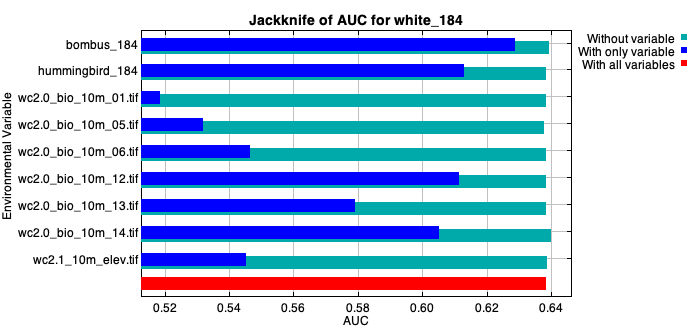 Jackknife of AUC for white_184
Without variable
With only variable
With all variables
Environmental Variable
bombus_184
hummingbird_184
wc2.0_bio_10m_01.tif
wc2.0_bio_10m_05.tif
wc2.0_bio_10m_06.tif
wc2.0_bio_10m_12.tif
wc2.0_bio_10m_13.tif
wc2.0_bio_10m_14.tif
wc2.1_10m_elev.tif
0.52 0.54 0.56 0.58 0.60 0.62 0.64
AUC